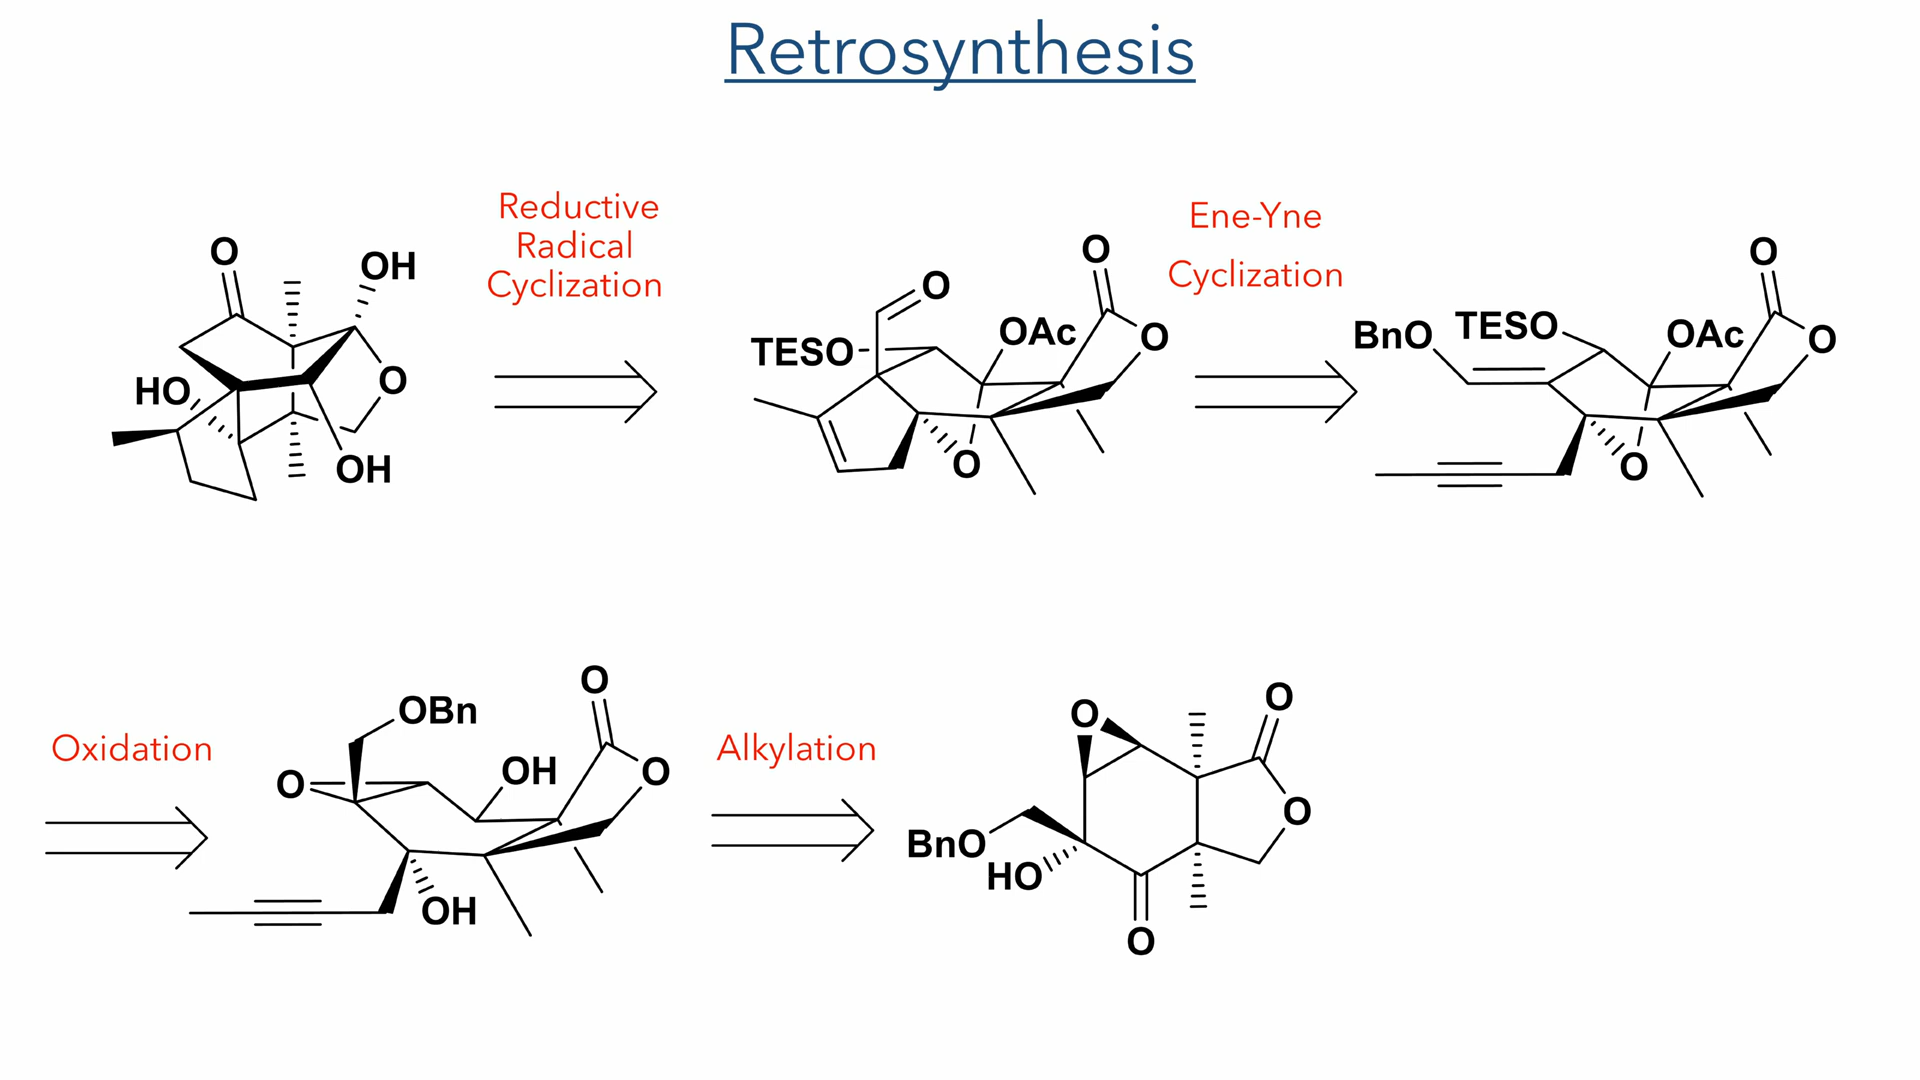 Retrosynthesis
O
OH
HO
O
OH
Reductive
Radical
Cyclization
O
TESO
OAc
O
O
O
Ene-Yne
Cyclization
BnO
TESO
OAc
O
O
O
Oxidation
OBn
O
OH
O
O
OH
Alkylation
O
O
O
BnO
HO
O